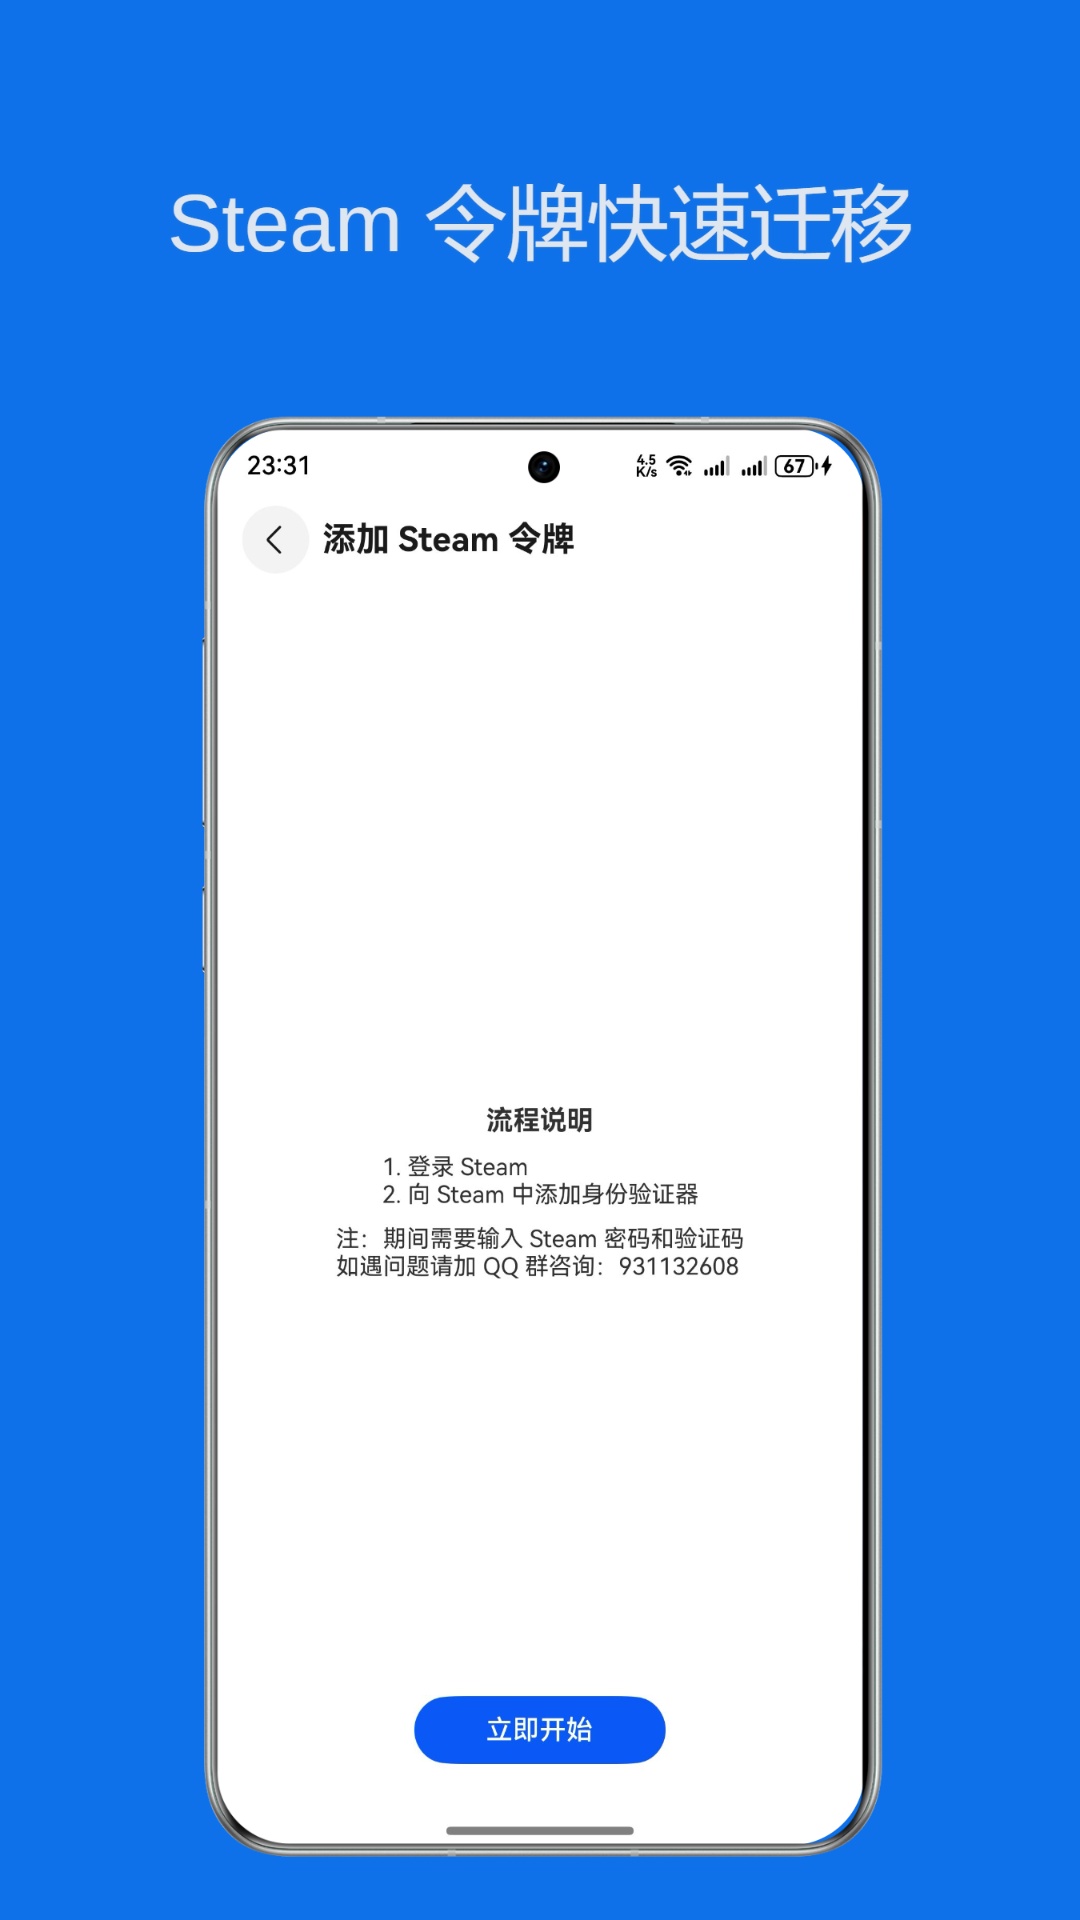 Steam 令牌快速迁移
23:31
4.5
K/s
67
添加 Steam 令牌
流程说明
1. 登录 Steam
2. 向 Steam 中添加身份验证器
注：期间需要输入 Steam 密码和验证码
如遇问题请加 QQ 群咨询：931132608
立即开始